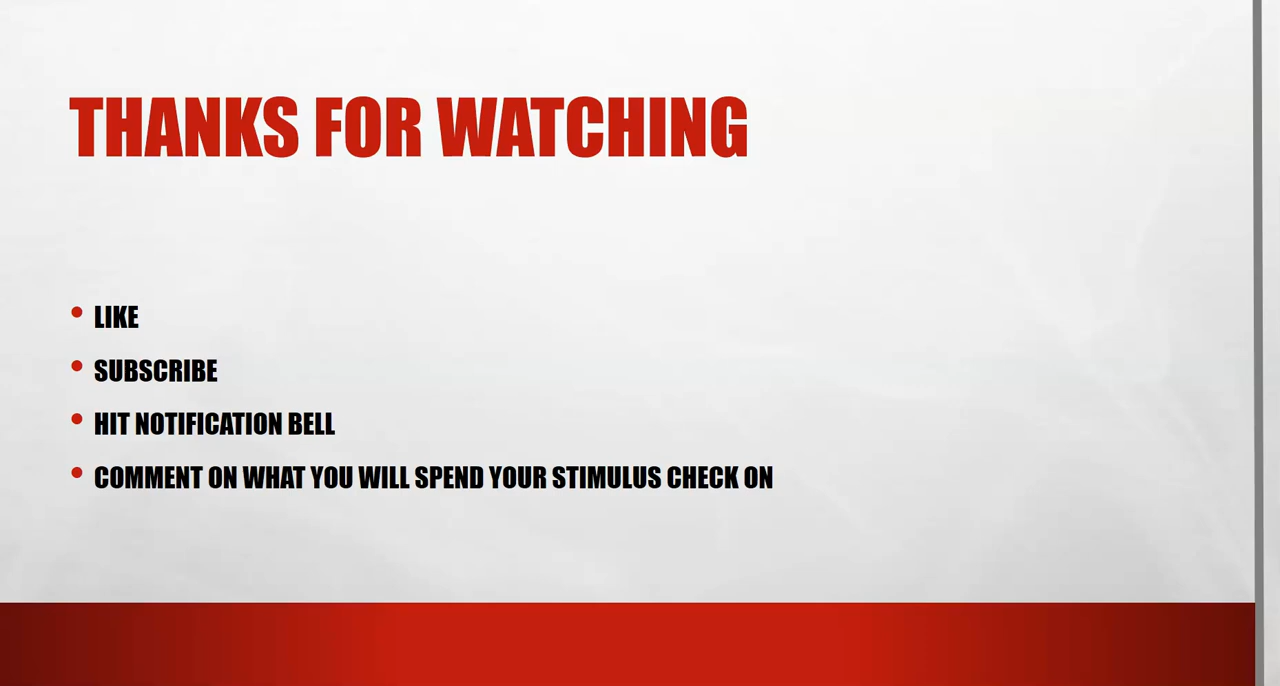 THANKS FOR WATCHING
• LIKE
• SUBSCRIBE
• HIT NOTIFICATION BELL
• COMMENT ON WHAT YOU WILL SPEND YOUR STIMULUS CHECK ON